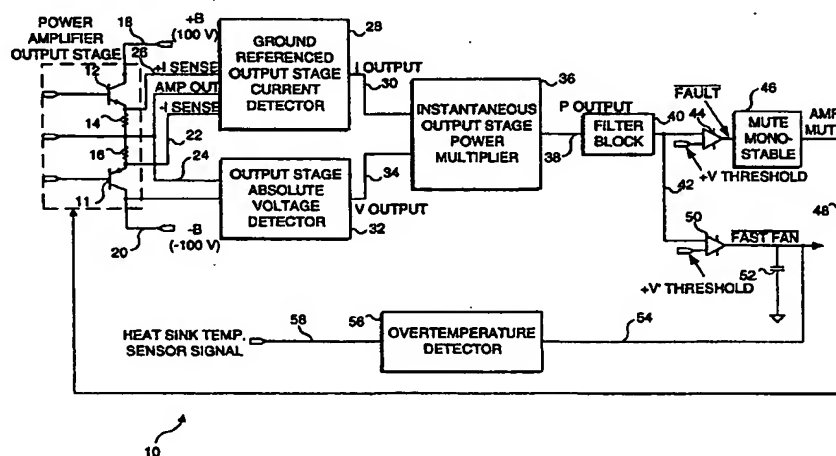 POWER
AMPLIFIER
OUTPUT STAGE
18
+B
(100 V)
12
26
+I SENSE
AMP OUT
-I SENSE
14
16
22
24
11
20
-B
(-100 V)
GROUND
REFERENCED
OUTPUT STAGE
CURRENT
DETECTOR
28
I OUTPUT
30
OUTPUT STAGE
ABSOLUTE
VOLTAGE
DETECTOR
32
34
V OUTPUT
INSTANTANEOUS
OUTPUT STAGE
POWER
MULTIPLIER
36
P OUTPUT
38
FILTER
BLOCK
40
42
FAULT
44
+V THRESHOLD
46
MUTE
MONO-
STABLE
AMP
MUTE
48
50
FAST FAN
52
+V' THRESHOLD
HEAT SINK TEMP.
SENSOR SIGNAL
58
56
OVERTEMPERATURE
DETECTOR
54
10